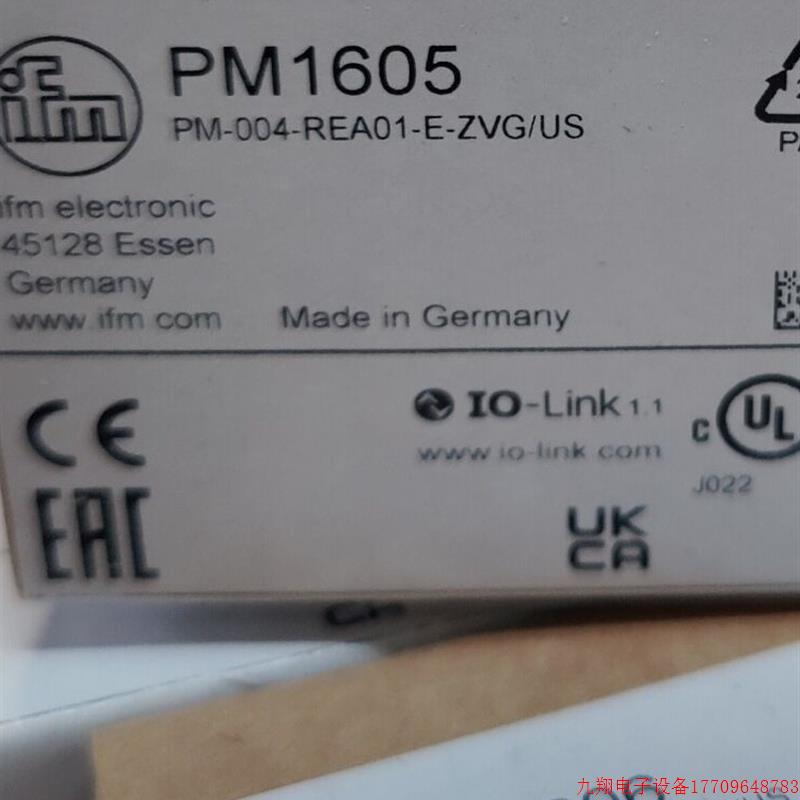 ifm
PM1605
PM-004-REA01-E-ZVG/US
ifm electronic
45128 Essen
Germany
www.ifm.com
Made in Germany
CE
IO-Link 1.1
www.io-link.com
C UL
J022
EAC
UK
CA
九翔电子设备17709648783